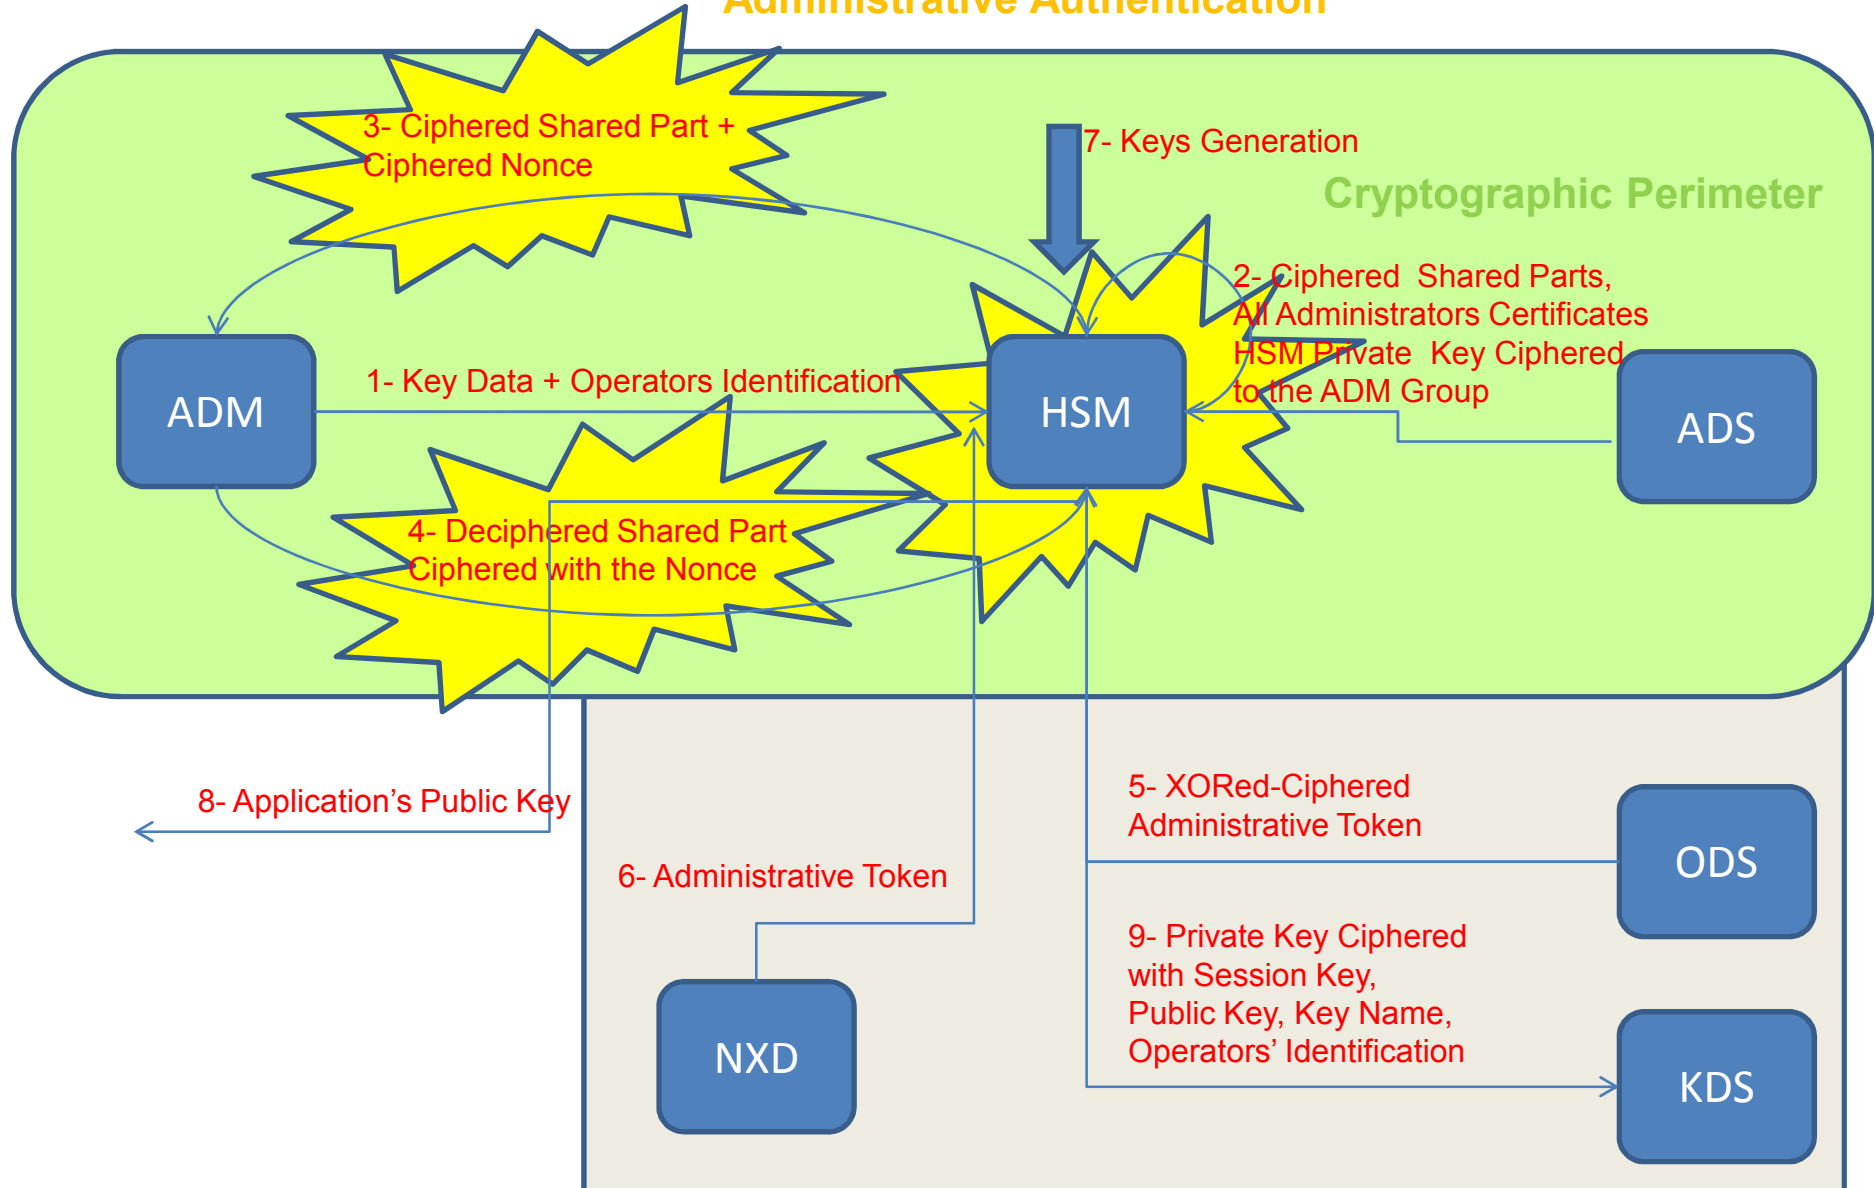 Administrative Authentication
3- Ciphered Shared Part +
Ciphered Nonce
7- Keys Generation
Cryptographic Perimeter
2- Ciphered Shared Parts,
All Administrators Certificates
HSM Private Key Ciphered
to the ADM Group
1- Key Data + Operators Identification
ADM
HSM
ADS
4- Deciphered Shared Part
Ciphered with the Nonce
8- Application’s Public Key
5- XORed-Ciphered
Administrative Token
ODS
6- Administrative Token
9- Private Key Ciphered
with Session Key,
Public Key, Key Name,
Operators’ Identification
NXD
KDS